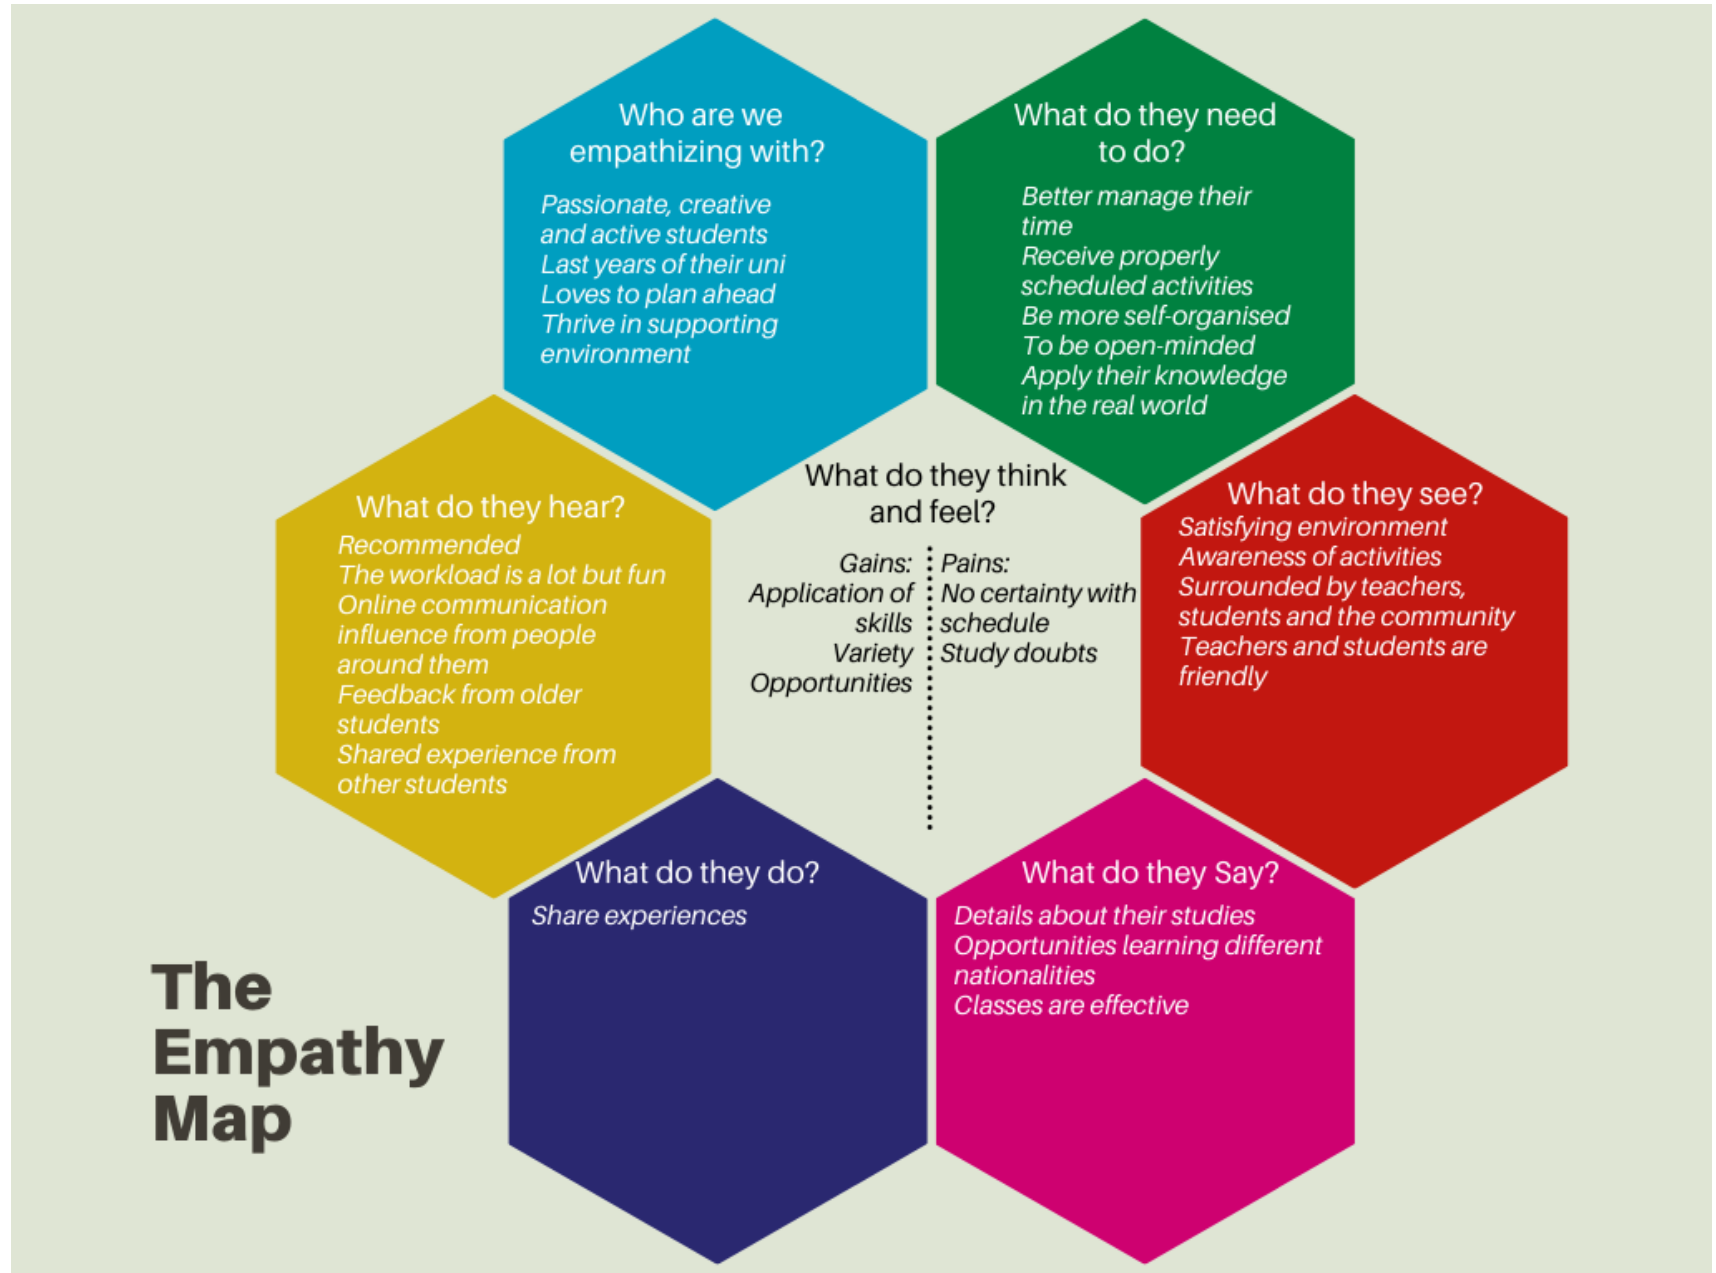 Who are we
empathizing with?
Passionate, creative
and active students
Last years of their uni
Loves to plan ahead
Thrive in supporting
environment
What do they need
to do?
Better manage their
time
Receive properly
scheduled activities
Be more self-organised
To be open-minded
Apply their knowledge
in the real world
What do they hear?
Recommended
The workload is a lot but fun
Online communication
influence from people
around them
Feedback from older
students
Shared experience from
other students
What do they think
and feel?
Gains:
Application of
skills
Variety
Opportunities
Pains:
No certainty with
schedule
Study doubts
What do they see?
Satisfying environment
Awareness of activities
Surrounded by teachers,
students and the community
Teachers and students are
friendly
What do they do?
Share experiences
What do they Say?
Details about their studies
Opportunities learning different
nationalities
Classes are effective
The
Empathy
Map